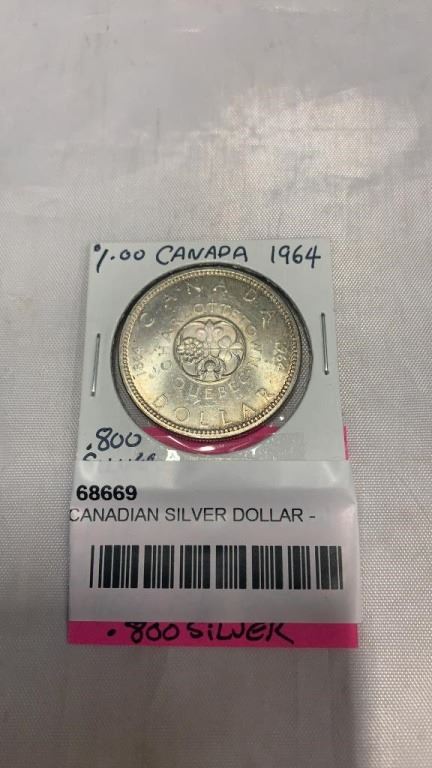 $1.00 CANADA 1964
CANADA
CHARLOTTETOWN
1864 1964
QUEBEC
DOLLAR
.800
68669
CANADIAN SILVER DOLLAR -
.800 SILVER